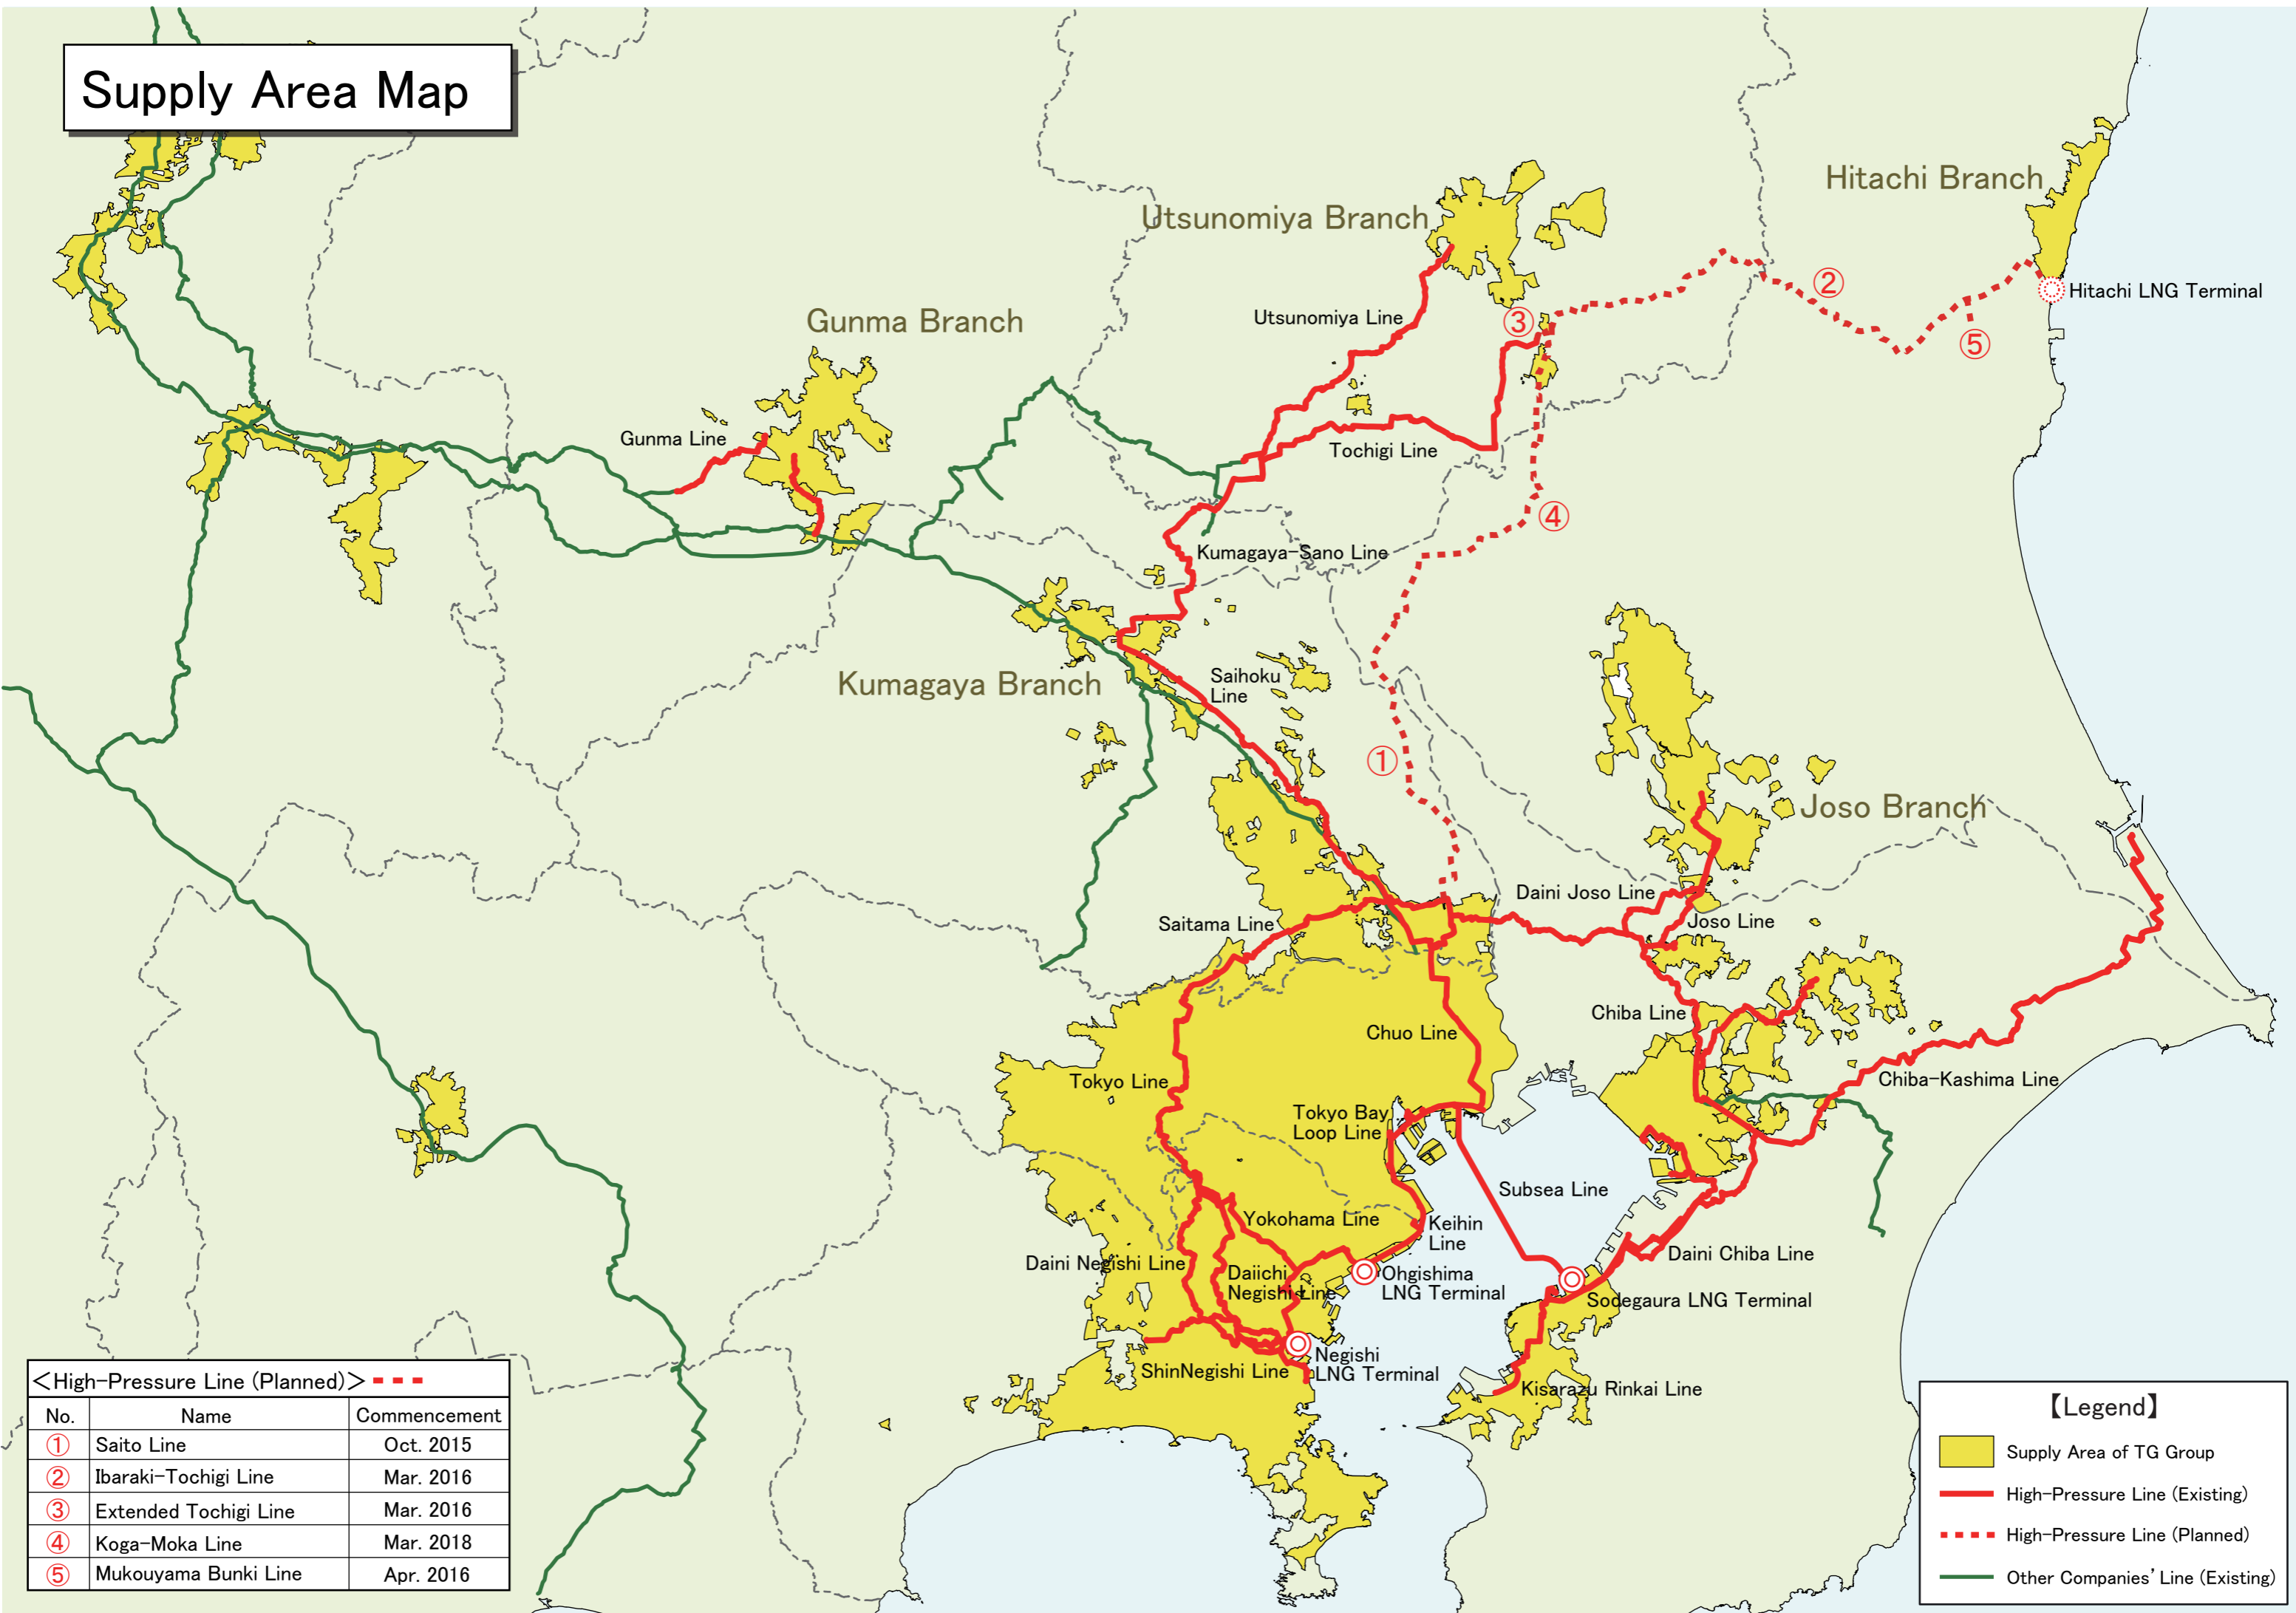 Supply Area Map
Hitachi Branch
Utsunomiya Branch
Hitachi LNG Terminal
②
Gunma Branch
Utsunomiya Line
③
⑤
Gunma Line
Tochigi Line
④
Kumagaya-Sano Line
Kumagaya Branch
Saihoku
Line
①
Joso Branch
Daini Joso Line
Saitama Line
Joso Line
Chiba Line
Chuo Line
Tokyo Line
Chiba-Kashima Line
Tokyo Bay
Loop Line
Subsea Line
Yokohama Line
Keihin
Line
Daini Negishi Line
Daiichi
Negishi Line
Daini Chiba Line
Ohgishima
LNG Terminal
Sodegaura LNG Terminal
Negishi
LNG Terminal
ShinNegishi Line
Kisarazu Rinkai Line
<High-Pressure Line (Planned)>
No. Name Commencement
① Saito Line Oct. 2015
② Ibaraki-Tochigi Line Mar. 2016
③ Extended Tochigi Line Mar. 2016
④ Koga-Moka Line Mar. 2018
⑤ Mukouyama Bunki Line Apr. 2016
【Legend】
Supply Area of TG Group
High-Pressure Line (Existing)
High-Pressure Line (Planned)
Other Companies' Line (Existing)